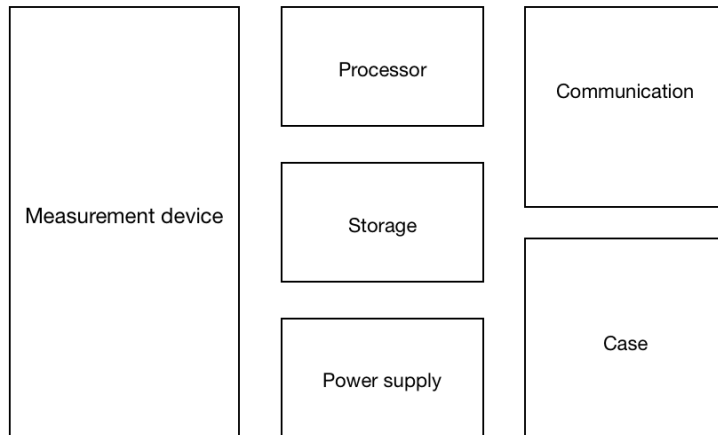 Measurement device
Processor
Storage
Power supply
Communication
Case